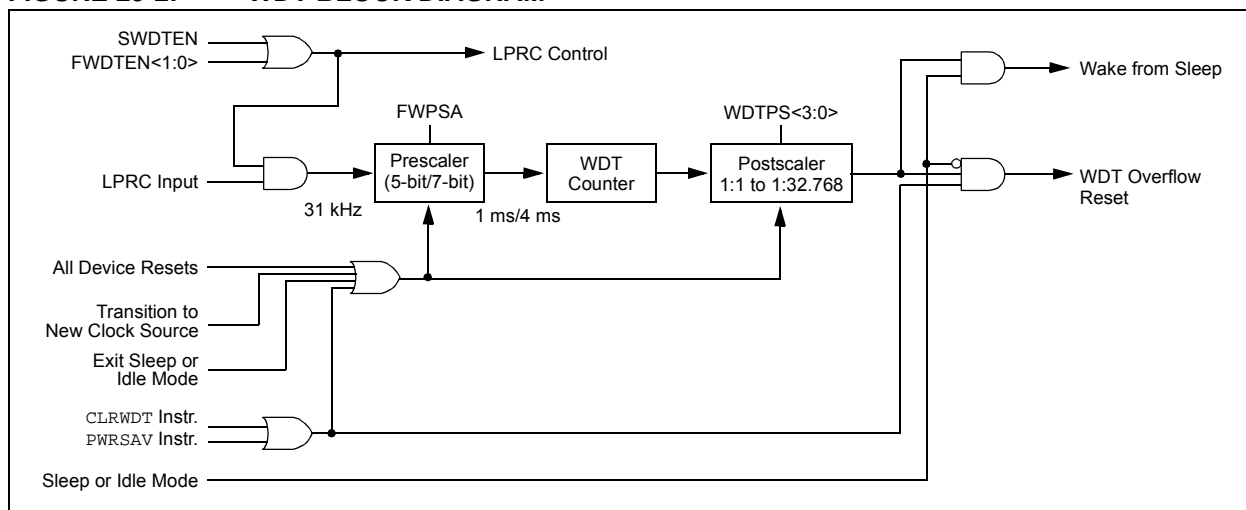 SWDTEN
FWDTEN<1:0>
LPRC Control
Wake from Sleep
FWPSA
WDTPS<3:0>
Prescaler
(5-bit/7-bit)
WDT
Counter
Postscaler
1:1 to 1:32.768
LPRC Input
WDT Overflow
Reset
31 kHz
1 ms/4 ms
All Device Resets
Transition to
New Clock Source
Exit Sleep or
Idle Mode
CLRWDT Instr.
PWRSAV Instr.
Sleep or Idle Mode